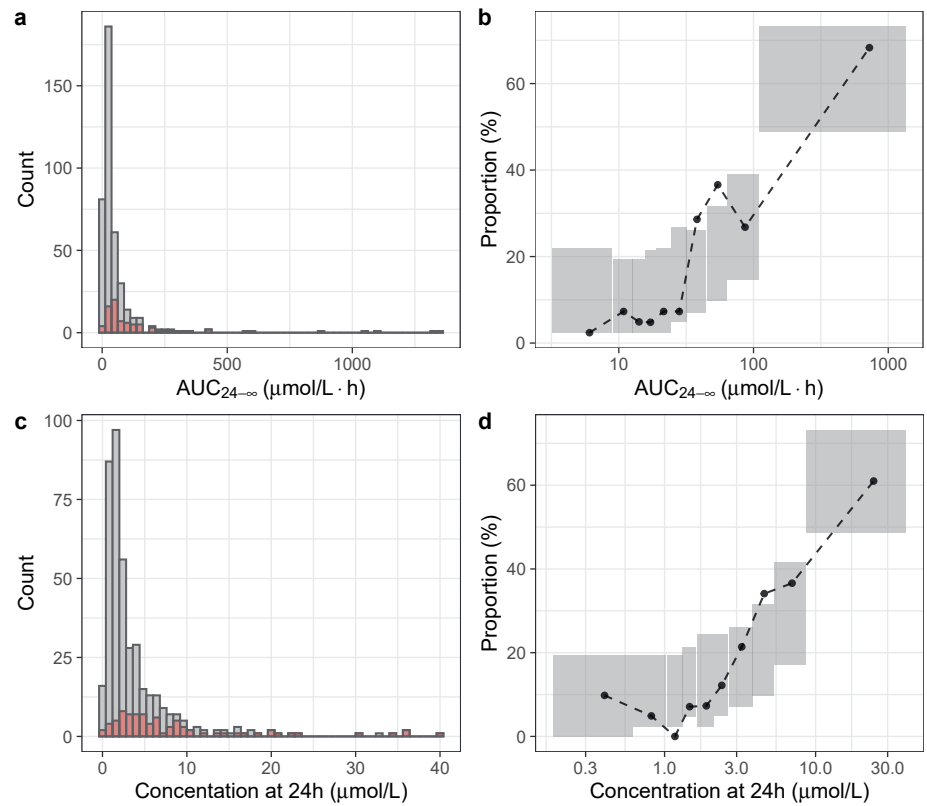 a
b
150
100
50
0
Count
0
500
1000
AUC24−∞ (μmol/L · h)
60
40
20
0
Proportion (%)
10
100
1000
AUC24−∞ (μmol/L · h)
c
d
100
75
50
25
0
Count
0
10
20
30
40
Concentation at 24h (μmol/L)
60
40
20
0
Proportion (%)
0.3
1.0
3.0
10.0
30.0
Concentration at 24h (μmol/L)